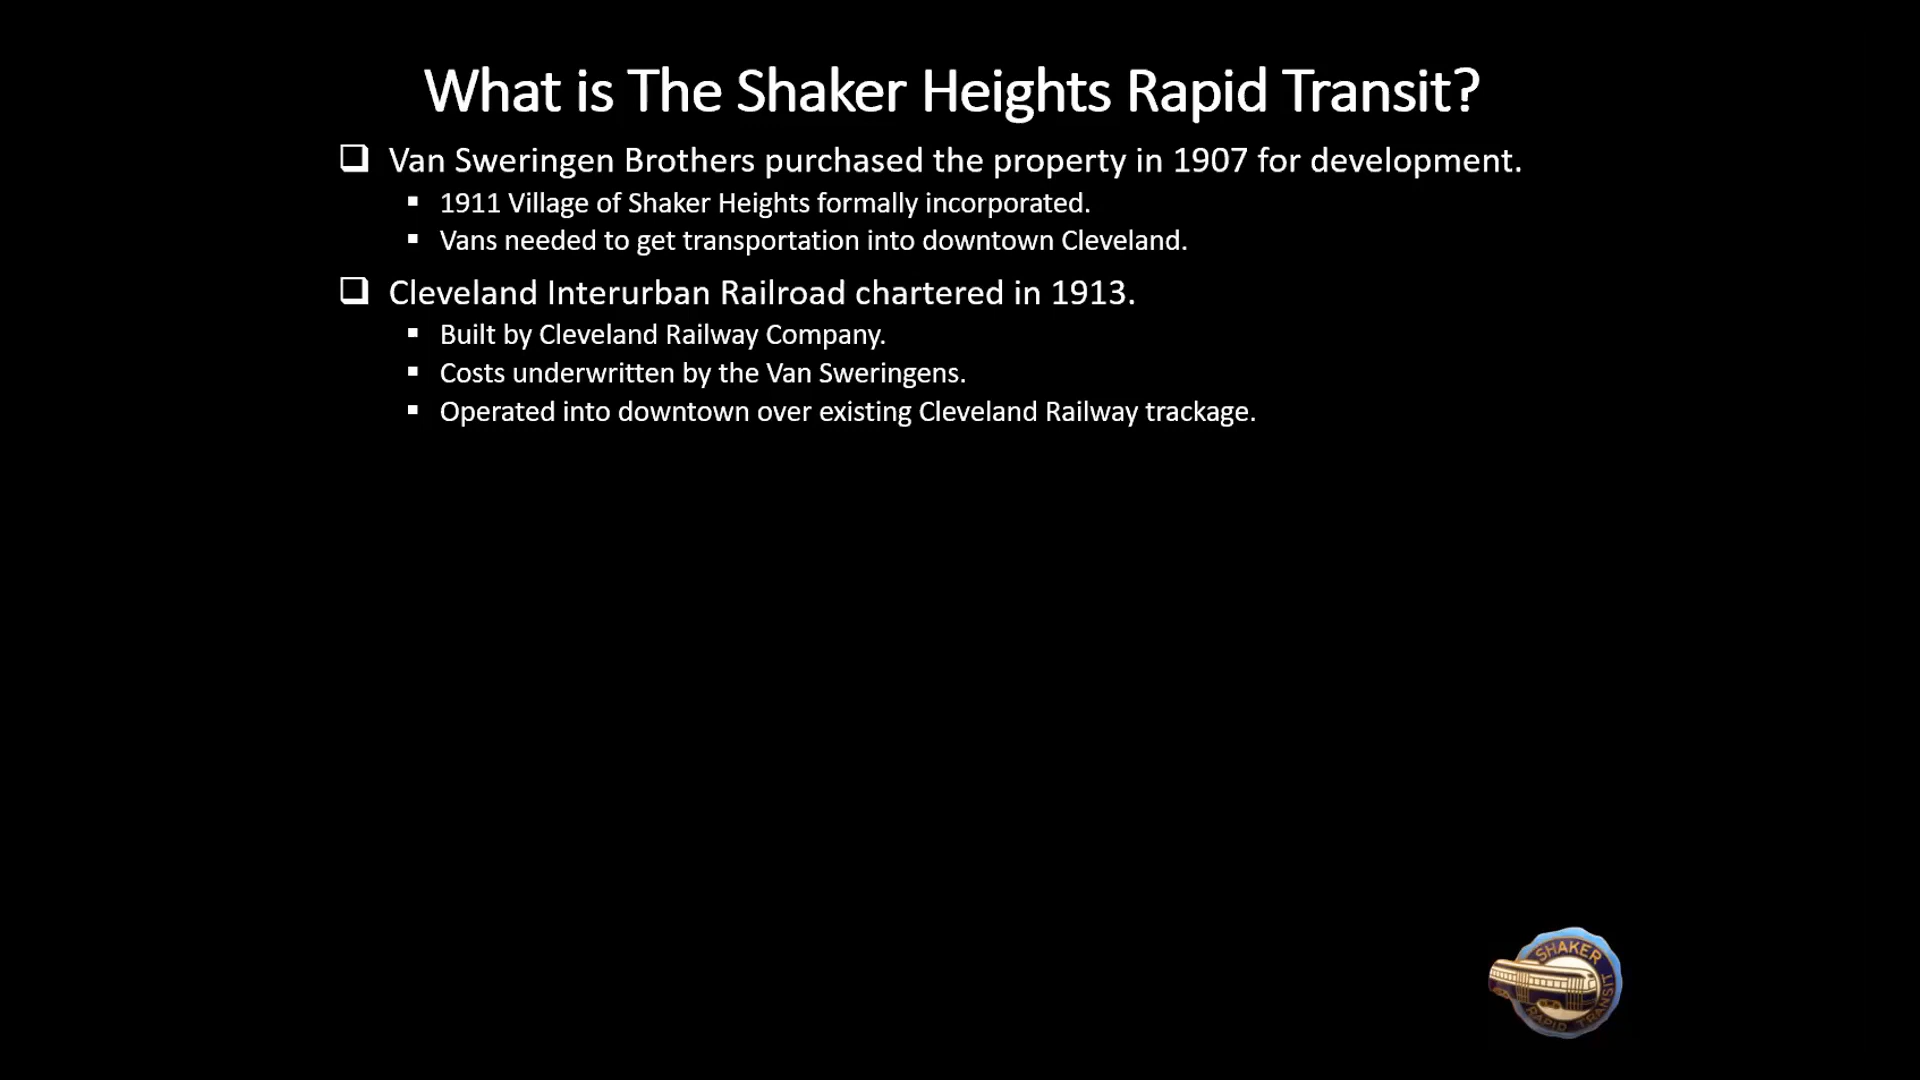 What is The Shaker Heights Rapid Transit?
Van Sweringen Brothers purchased the property in 1907 for development.
1911 Village of Shaker Heights formally incorporated.
Vans needed to get transportation into downtown Cleveland.
Cleveland Interurban Railroad chartered in 1913.
Built by Cleveland Railway Company.
Costs underwritten by the Van Sweringens.
Operated into downtown over existing Cleveland Railway trackage.
SHAKER
RAPID TRANSIT